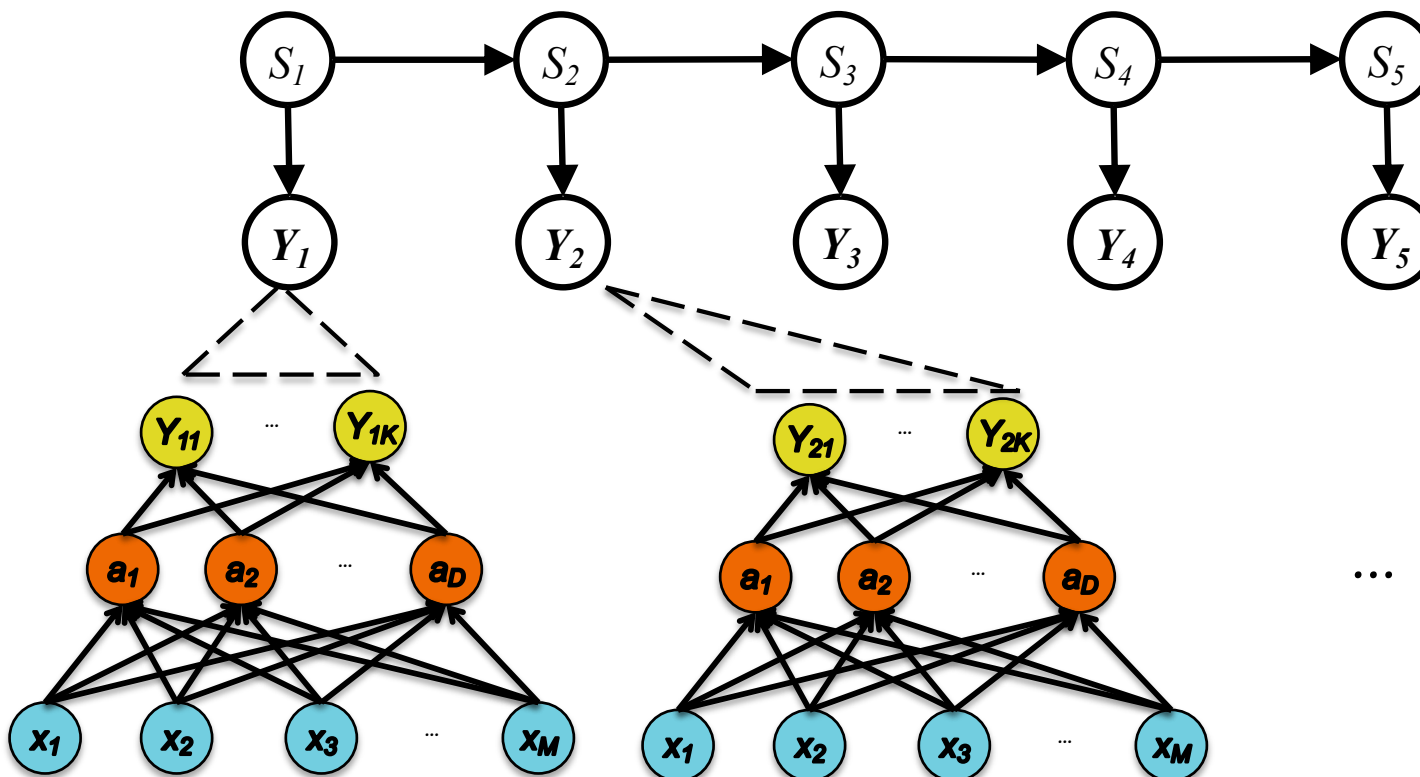 S1 S2 S3 S4 S5
Y1 Y2 Y3 Y4 Y5
Y11 ... Y1K Y21 ... Y2K
a1 a2 ... aD a1 a2 ... aD ...
x1 x2 x3 ... xM x1 x2 x3 ... xM